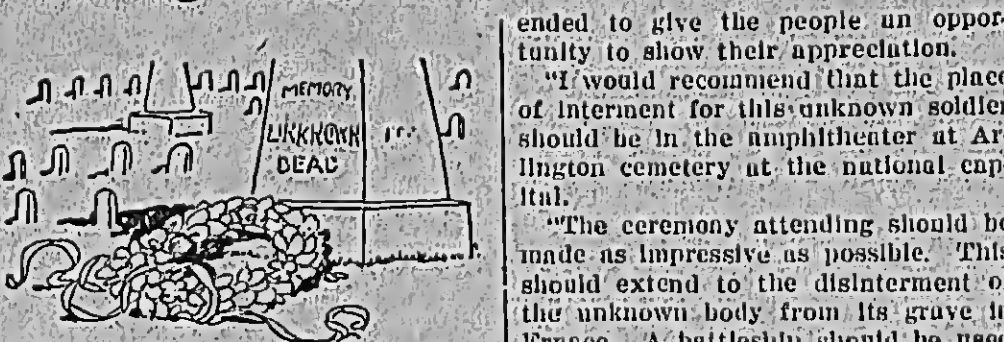 MEMORY
UNKNOWN
DEAD
ended to give the people an oppor
tunity to show their appreciation.
"I would recommend that the place
of interment for this unknown soldier
should be in the amphitheater at Ar
lington cemetery at the national cap
ital.
"The ceremony attending should be
made as impressive as possible. This
should extend to the disinterment of
the unknown body from its grave in
France. A battleship should be used